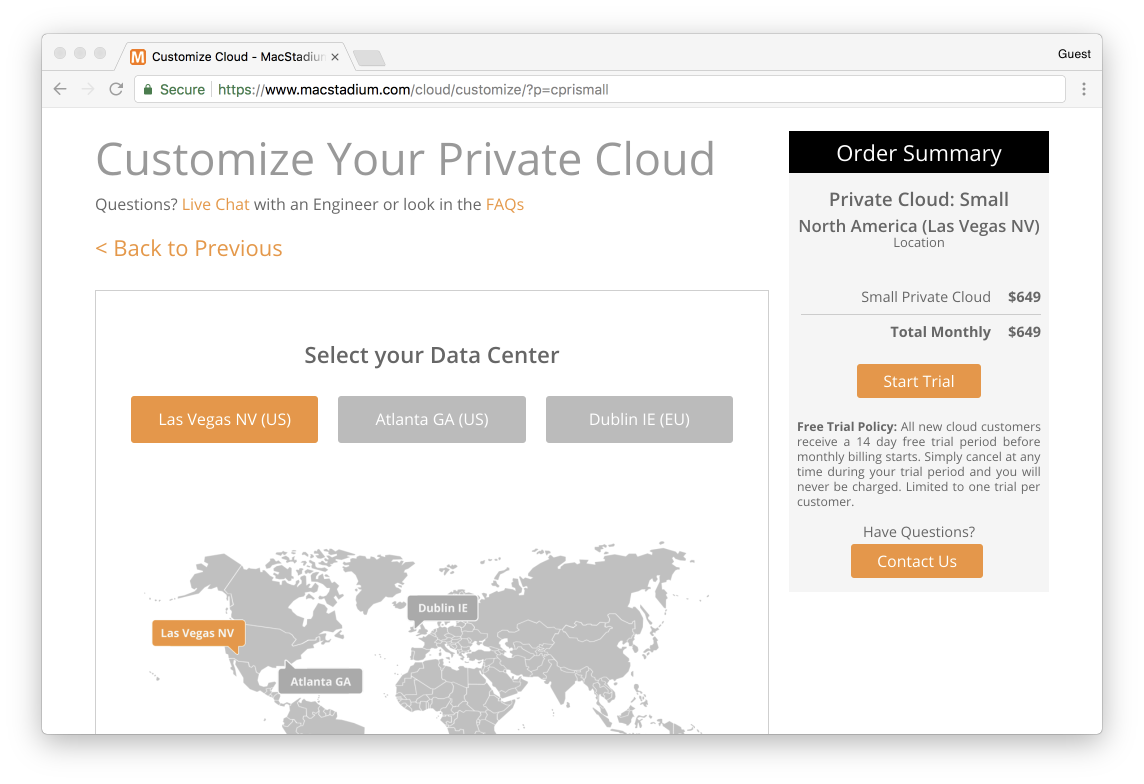 Customize Cloud - MacStadium
Guest
Secure
https://www.macstadium.com/cloud/customize/?p=cprismall
Customize Your Private Cloud
Questions? Live Chat with an Engineer or look in the FAQs
< Back to Previous
Select your Data Center
Las Vegas NV (US)
Atlanta GA (US)
Dublin IE (EU)
Dublin IE
Las Vegas NV
Atlanta GA
Order Summary
Private Cloud: Small
North America (Las Vegas NV)
Location
Small Private Cloud $649
Total Monthly $649
Start Trial
Free Trial Policy: All new cloud customers
receive a 14 day free trial period before
monthly billing starts. Simply cancel at any
time during your trial period and you will
never be charged. Limited to one trial per
customer.
Have Questions?
Contact Us